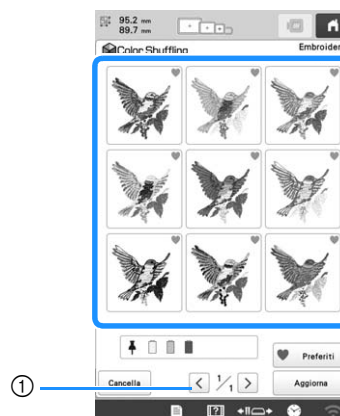 95.2 mm
89.7 mm
Color Shuffling
Embroider
Preferiti
1
Cancella
< 1/1 >
Aggiorna